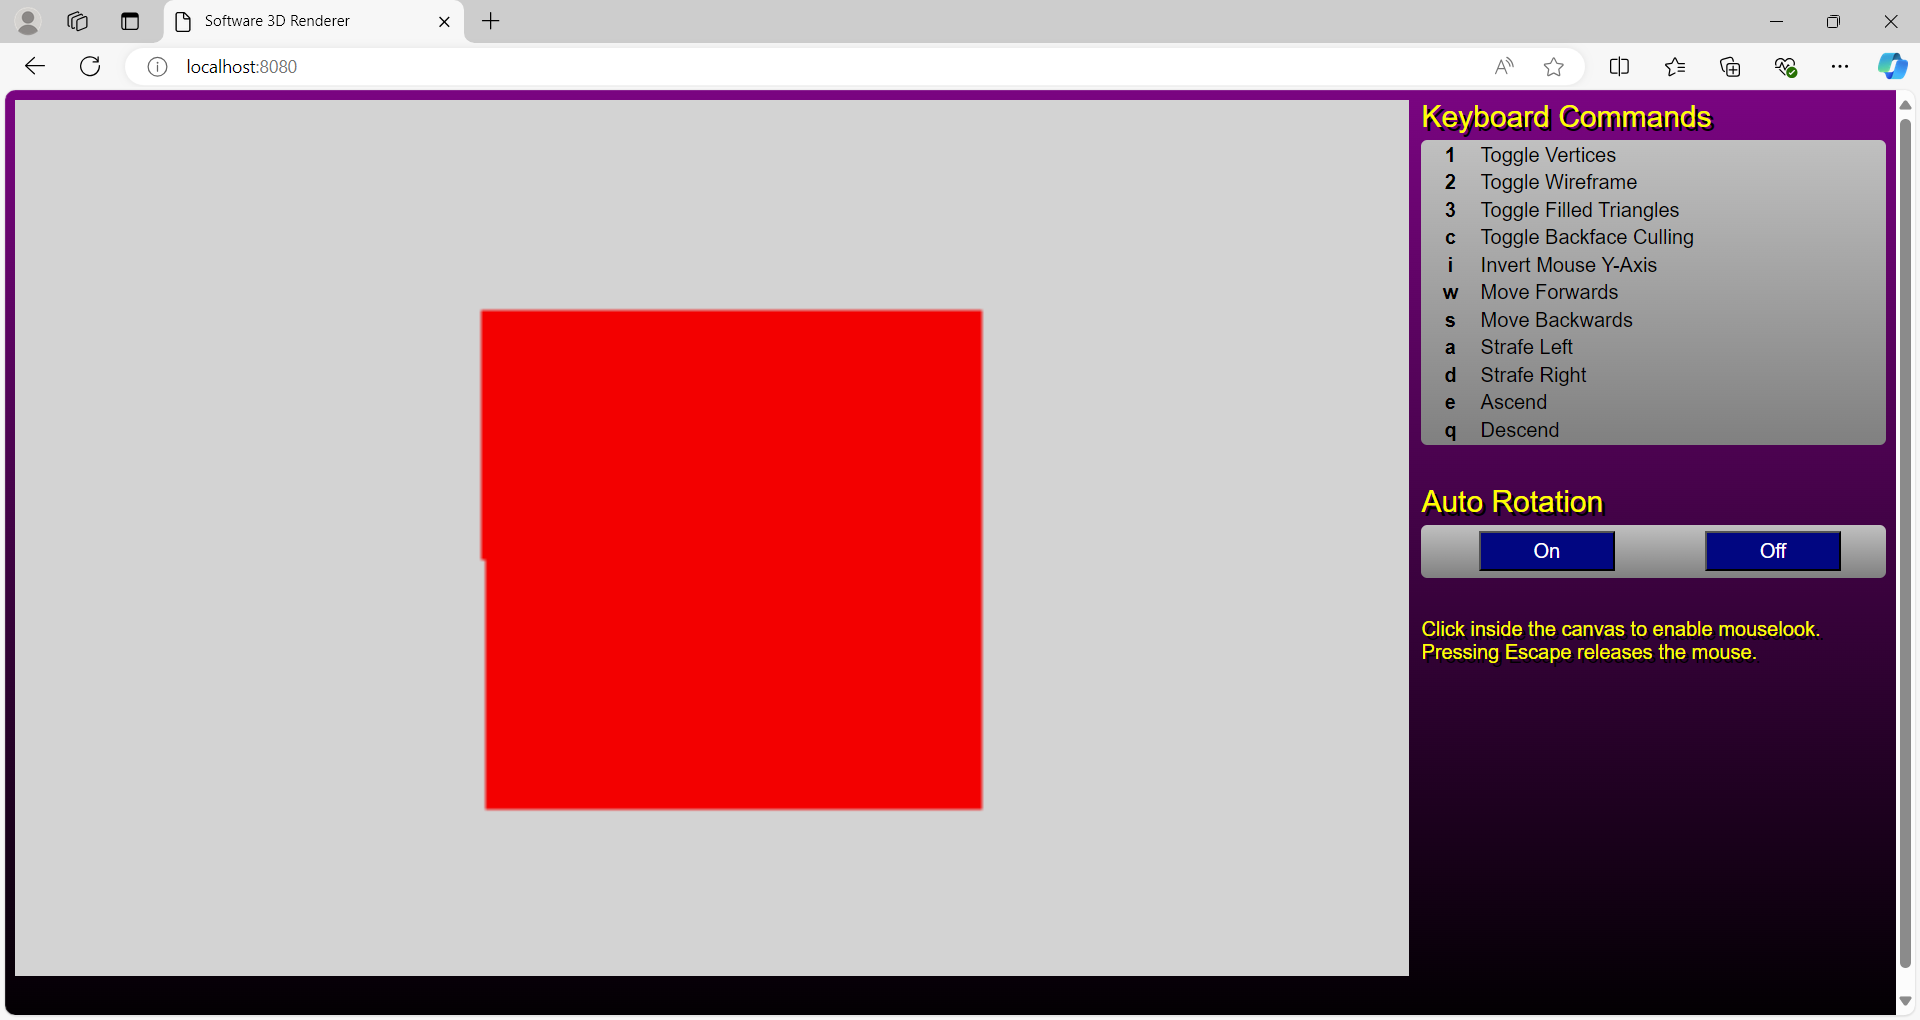 Software 3D Renderer
localhost:8080
Keyboard Commands
1 Toggle Vertices
2 Toggle Wireframe
3 Toggle Filled Triangles
c Toggle Backface Culling
i Invert Mouse Y-Axis
w Move Forwards
s Move Backwards
a Strafe Left
d Strafe Right
e Ascend
q Descend
Auto Rotation
On Off
Click inside the canvas to enable mouselook.
Pressing Escape releases the mouse.